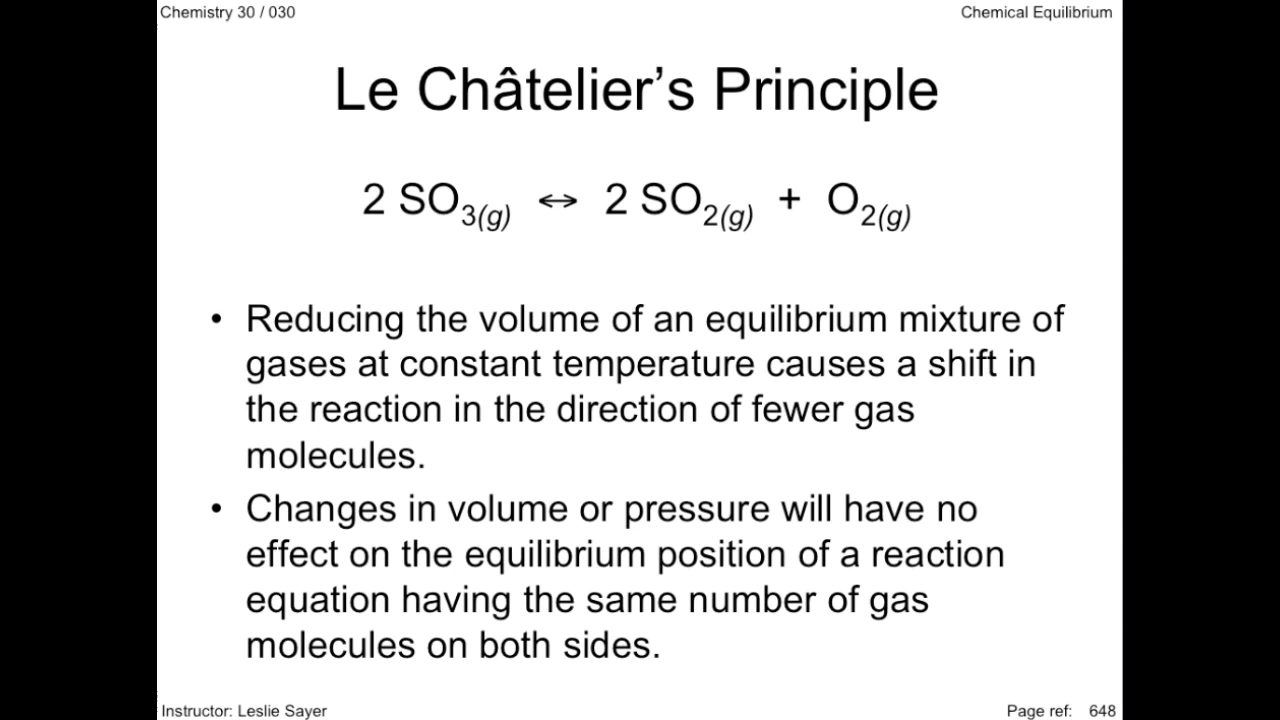 Chemistry 30 / 030
Chemical Equilibrium
Le Châtelier’s Principle
2 SO3(g) ↔ 2 SO2(g) + O2(g)
• Reducing the volume of an equilibrium mixture of
gases at constant temperature causes a shift in
the reaction in the direction of fewer gas
molecules.
• Changes in volume or pressure will have no
effect on the equilibrium position of a reaction
equation having the same number of gas
molecules on both sides.
Instructor: Leslie Sayer
Page ref: 648